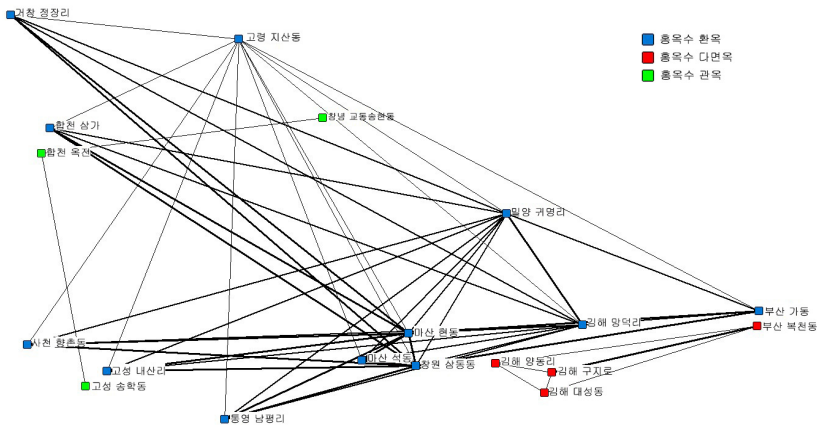 거창 정장리
고령 지산동
홍옥수 환옥
홍옥수 다면옥
홍옥수 관옥
창녕 교동송현동
합천 삼가
합천 옥전
밀양 귀명리
부산 가동
김해 망덕리
부산 복천동
마산 현동
사천 향촌동
마산 석동
창원 삼동동
김해 양동리
고성 내산리
김해 구지로
고성 송학동
김해 대성동
통영 남평리